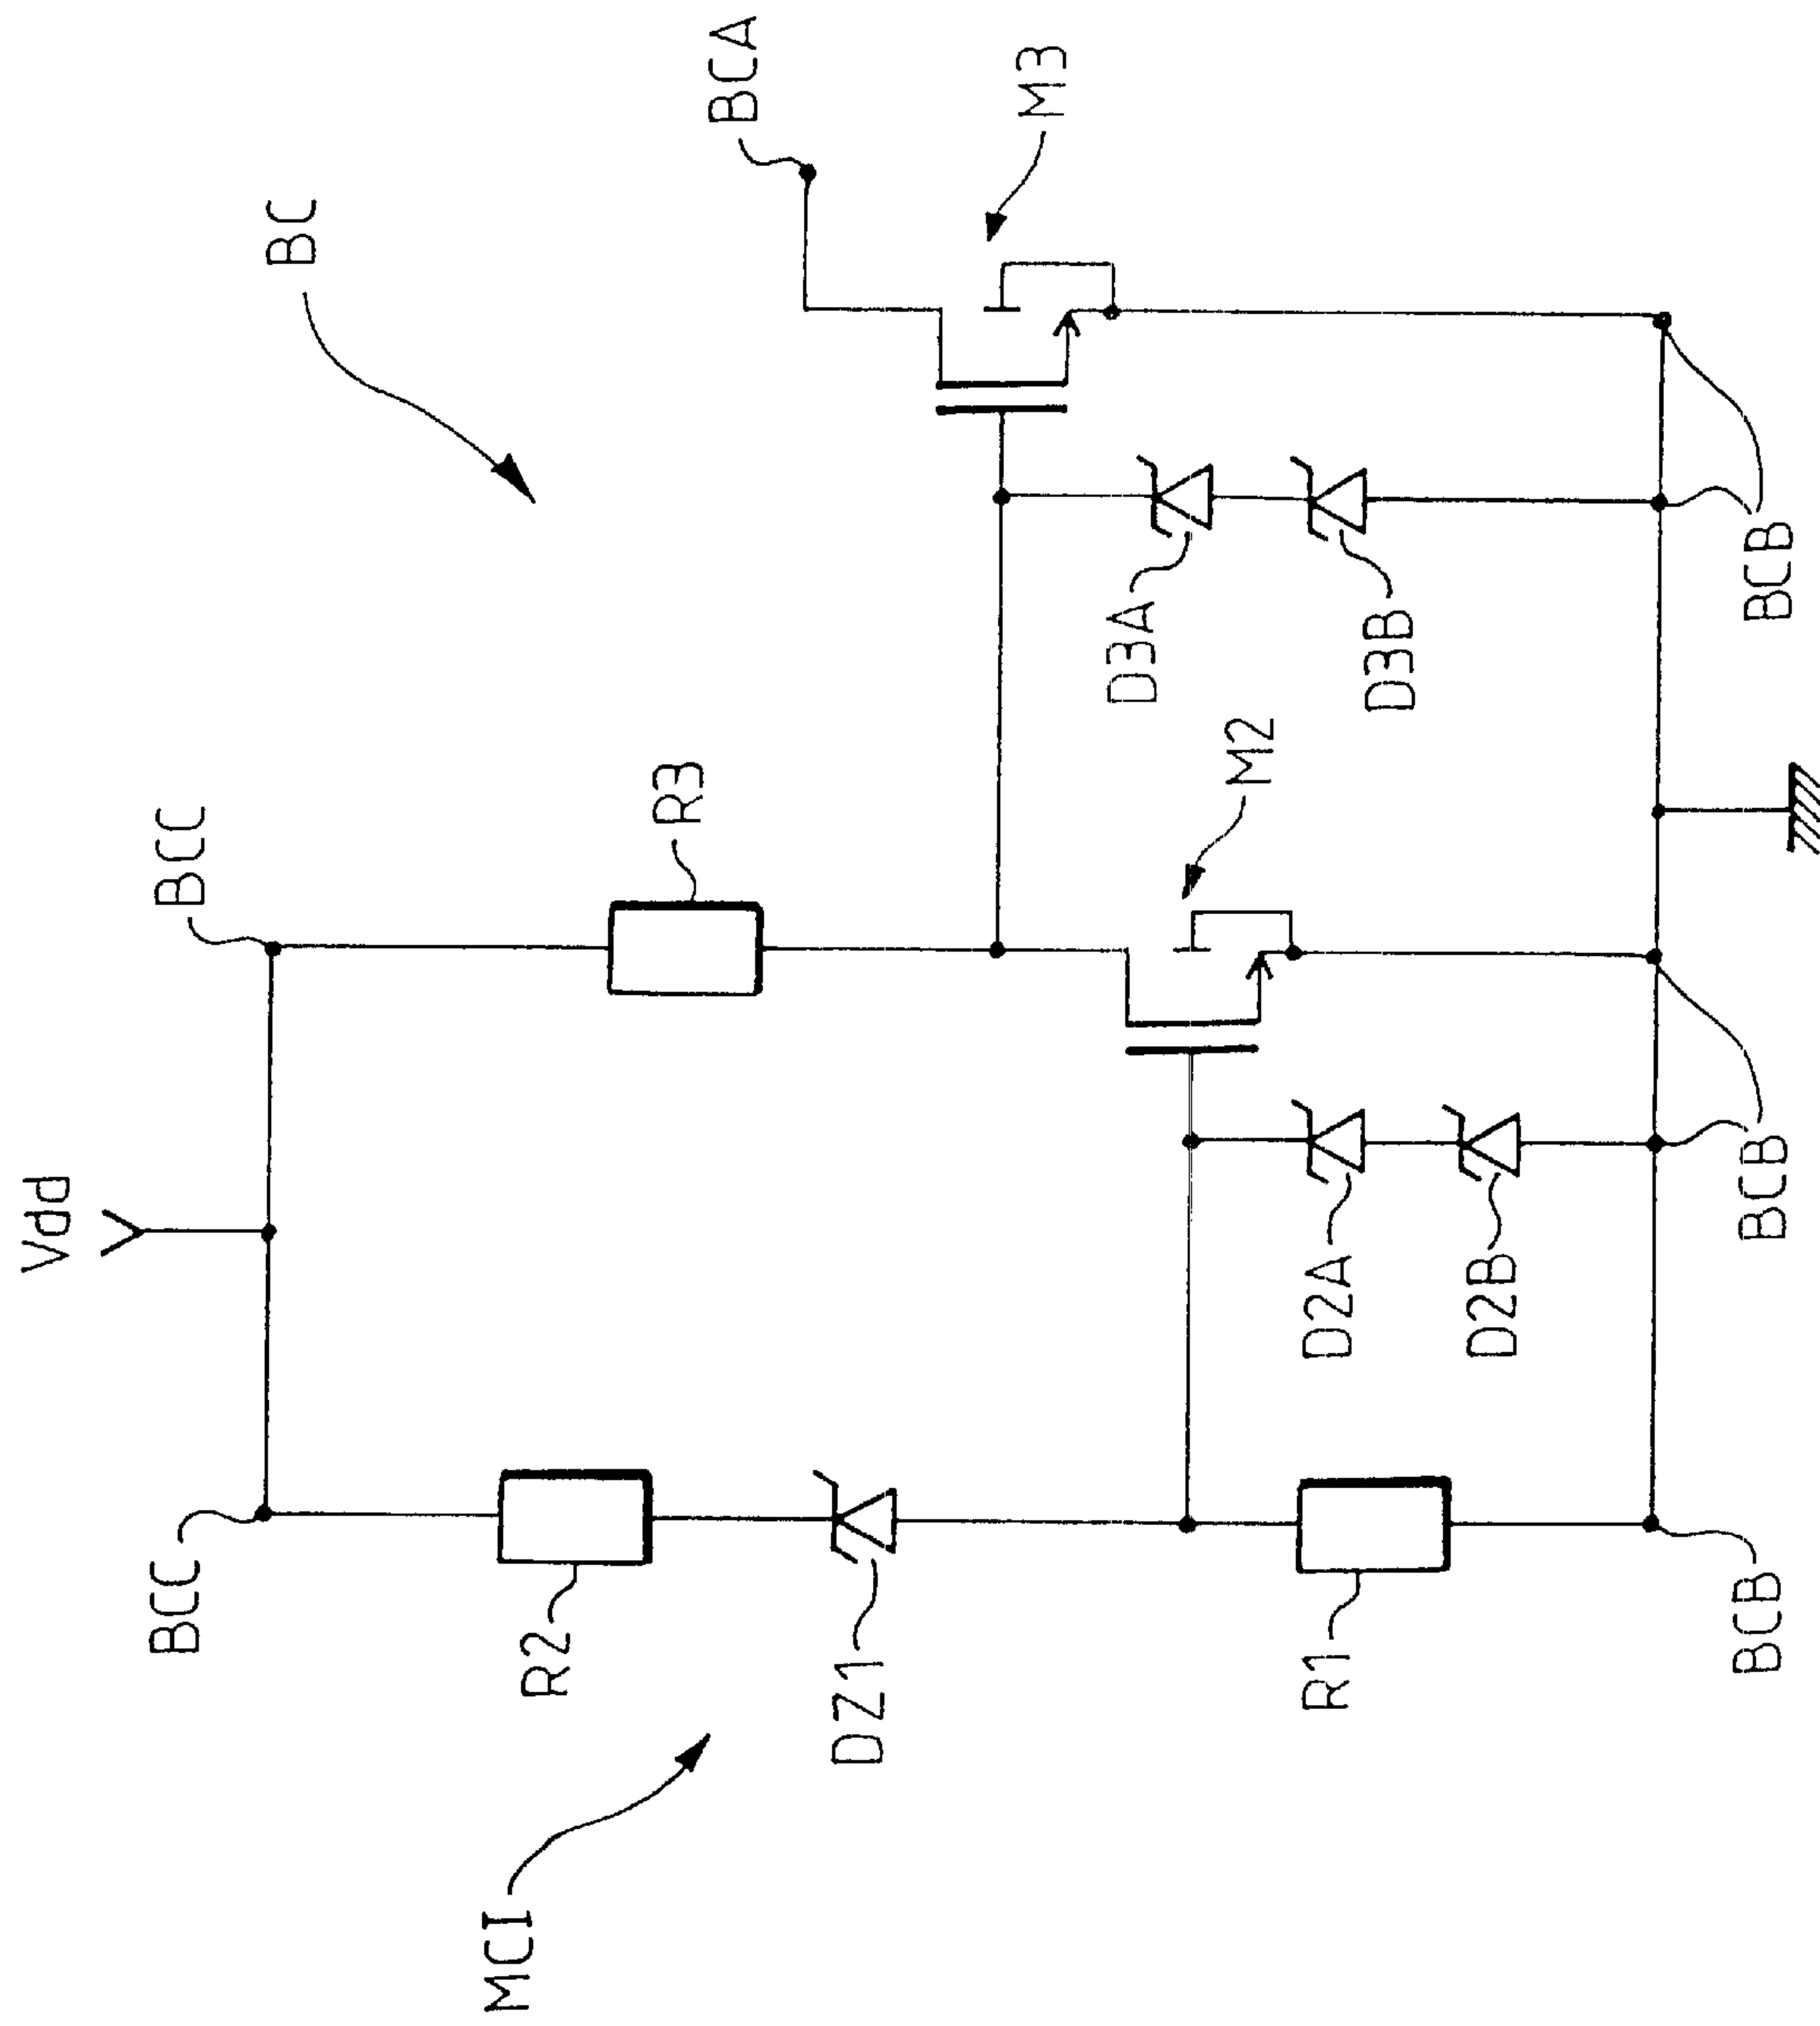 Vdd
BCC
BCC
BC
BCA
M3
R3
R2
MCI
DZ1
D3A
D3B
M2
D2A
D2B
R1
BCB
BCB
BCB